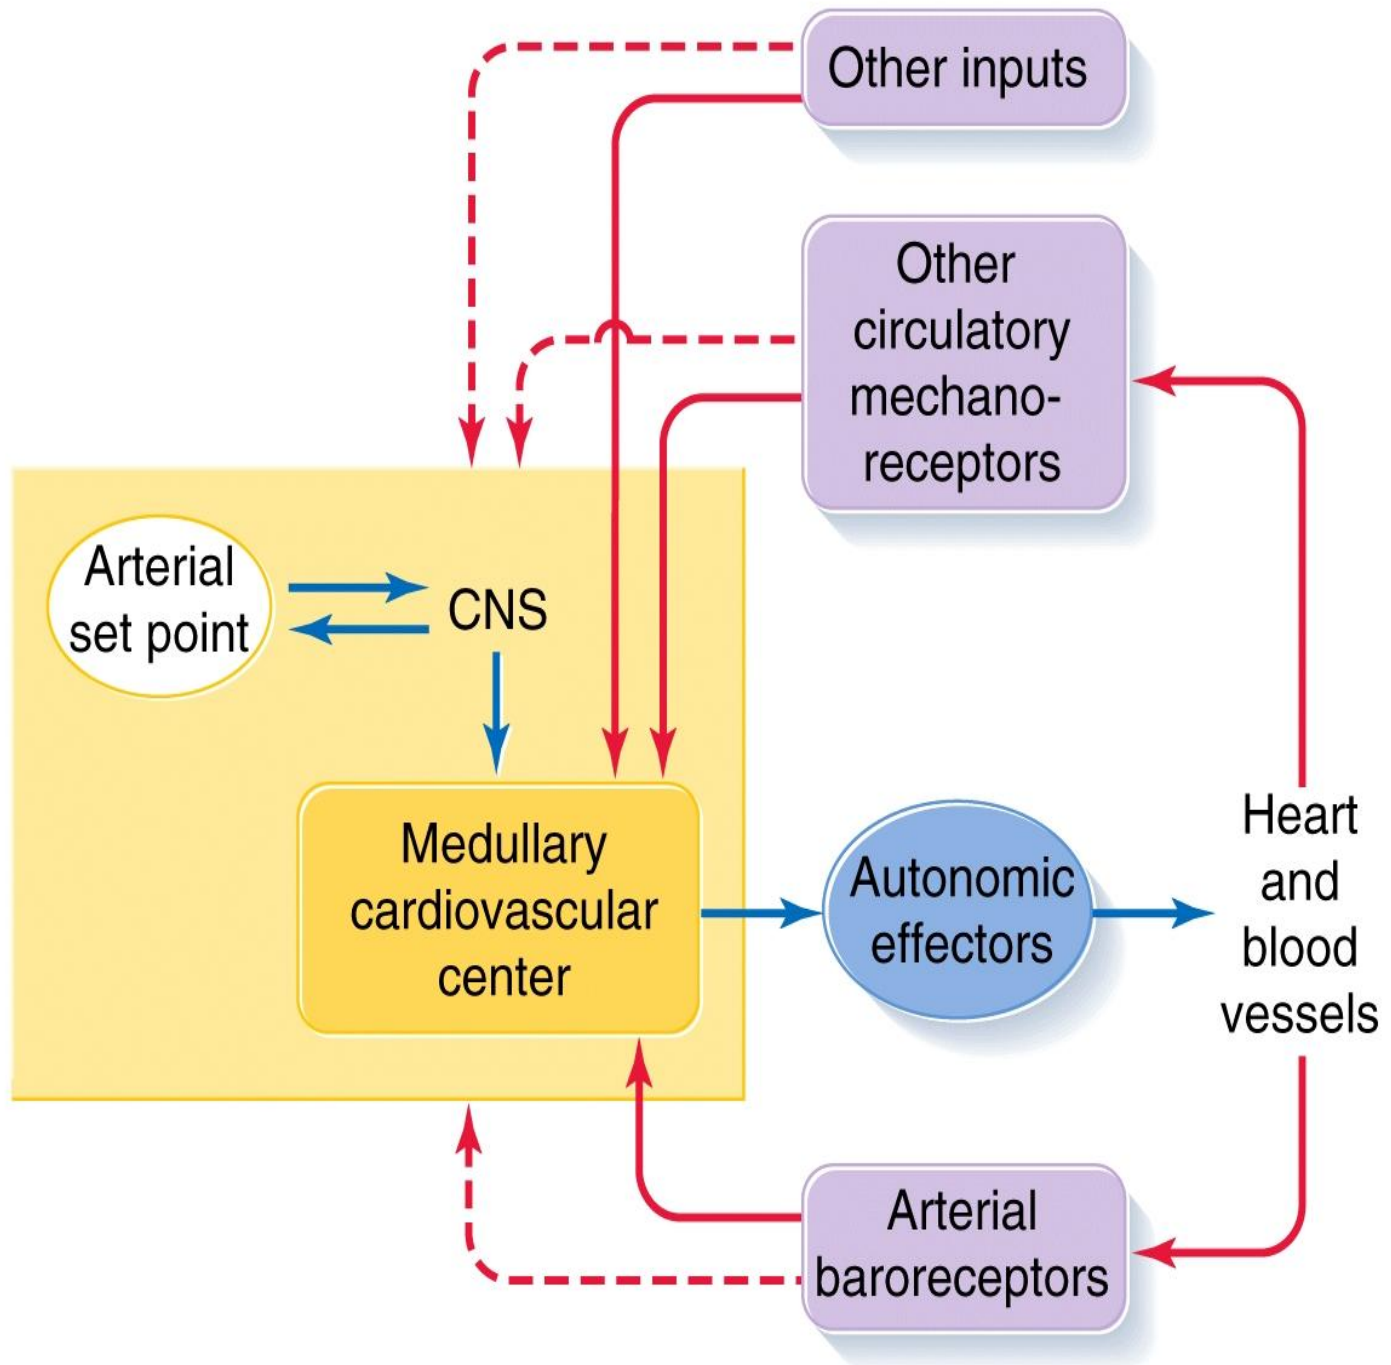 Other inputs
Other
circulatory
mechano-
receptors
Arterial
set point
CNS
Medullary
cardiovascular
center
Autonomic
effectors
Heart
and
blood
vessels
Arterial
baroreceptors